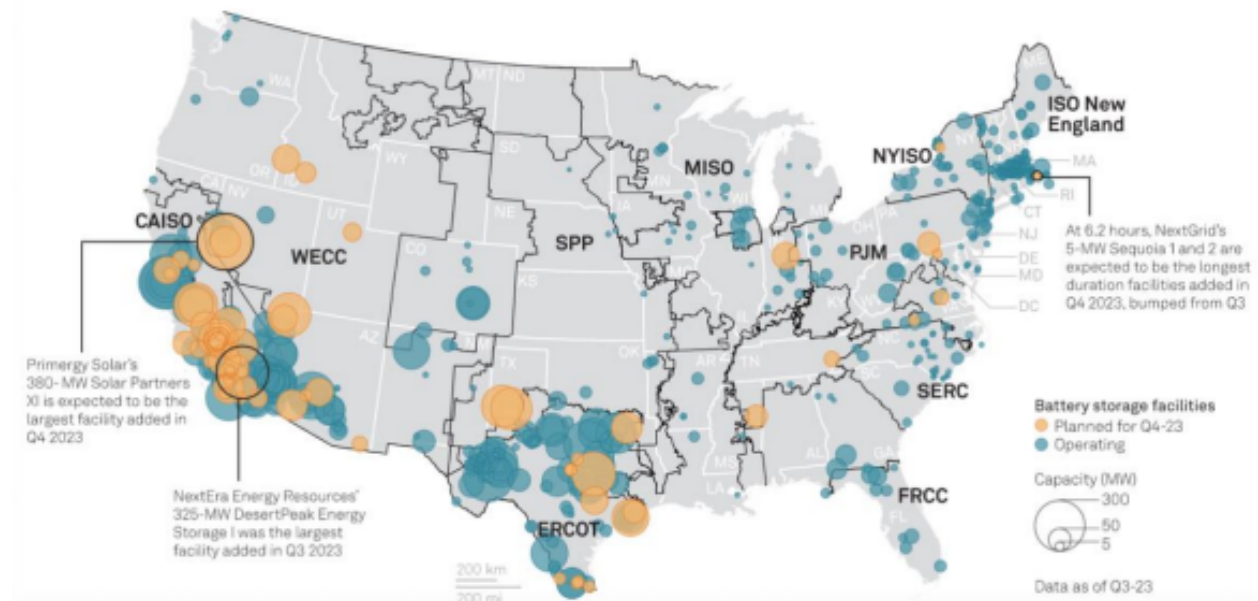 WA
MT
ND
ME
ISO New
England
OR
ID
WY
SD
MN
WI
MISO
NYISO
NY
NH
MA
RI
CT
NJ
DE
MD
DC
CA
NV
CAISO
UT
WECC
CO
NE
IA
SPP
KS
MI
IL
OH
PA
PJM
KY
WV
VA
At 6.2 hours, NextGrid's
5-MW Sequoia 1 and 2 are
expected to be the longest
duration facilities added in
Q4 2023, bumped from Q3
AZ
NM
TX
OK
AR
TN
NC
SC
SERC
Primergy Solar's
380- MW Solar Partners
XI is expected to be the
largest facility added in
Q4 2023
MS
LA
AL
GA
FRCC
FL
ERCOT
NextEra Energy Resources'
325-MW DesertPeak Energy
Storage I was the largest
facility added in Q3 2023
200 km
200 mi
Battery storage facilities
Planned for Q4-23
Operating
Capacity (MW)
300
50
5
Data as of Q3-23